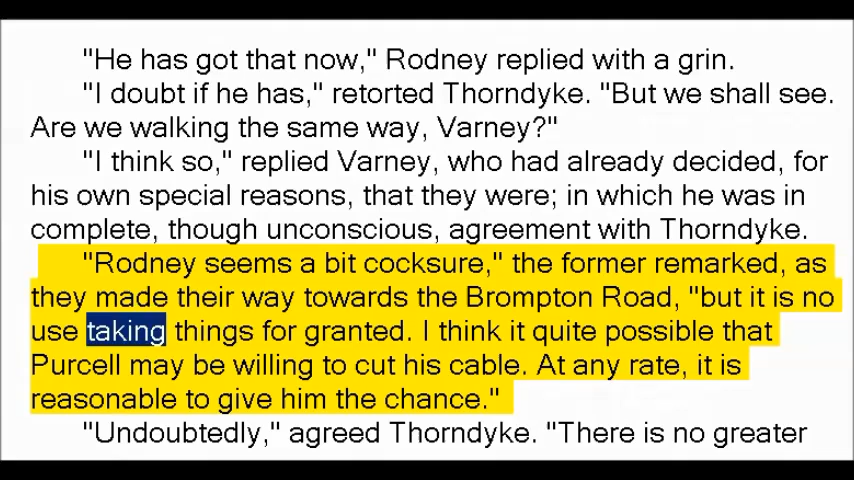 "He has got that now," Rodney replied with a grin.
"I doubt if he has," retorted Thorndyke. "But we shall see.
Are we walking the same way, Varney?"
"I think so," replied Varney, who had already decided, for
his own special reasons, that they were; in which he was in
complete, though unconscious, agreement with Thorndyke.
"Rodney seems a bit cocksure," the former remarked, as
they made their way towards the Brompton Road, "but it is no
use taking things for granted. I think it quite possible that
Purcell may be willing to cut his cable. At any rate, it is
reasonable to give him the chance."
"Undoubtedly," agreed Thorndyke. "There is no greater